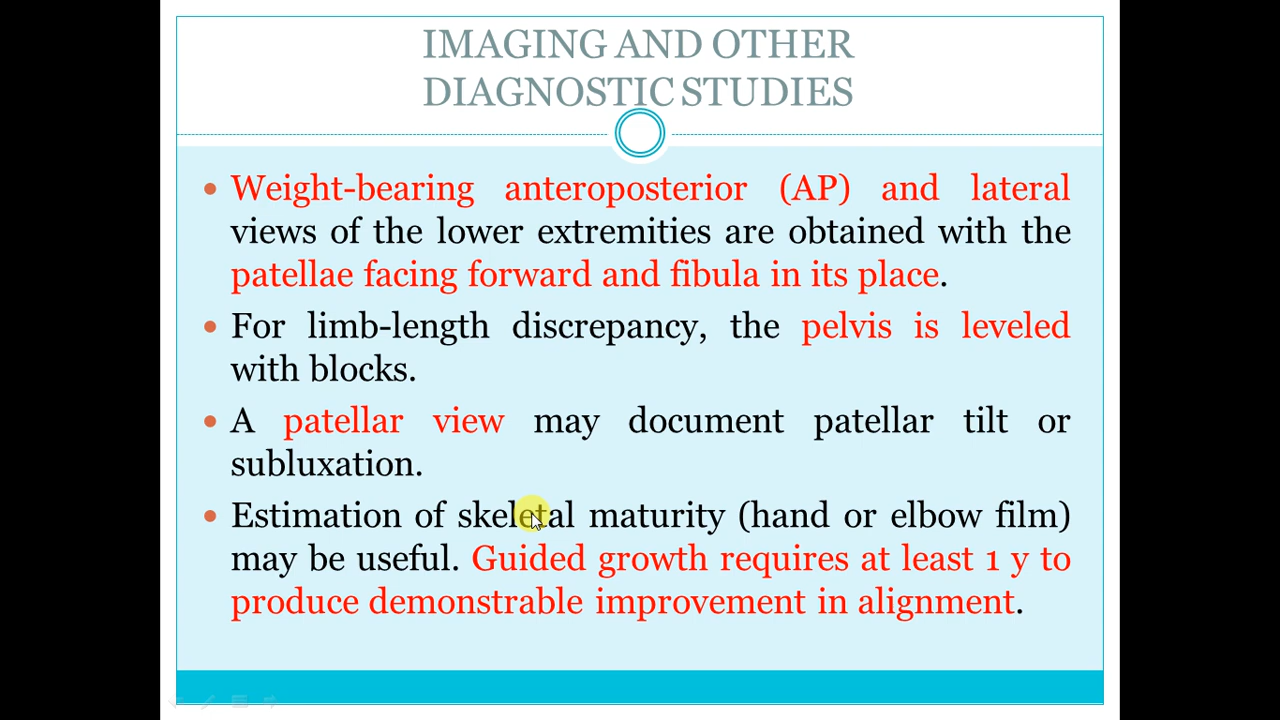 IMAGING AND OTHER
DIAGNOSTIC STUDIES
• Weight-bearing anteroposterior (AP) and lateral
views of the lower extremities are obtained with the
patellae facing forward and fibula in its place.
• For limb-length discrepancy, the pelvis is leveled
with blocks.
• A patellar view may document patellar tilt or
subluxation.
• Estimation of skeletal maturity (hand or elbow film)
may be useful. Guided growth requires at least 1 y to
produce demonstrable improvement in alignment.